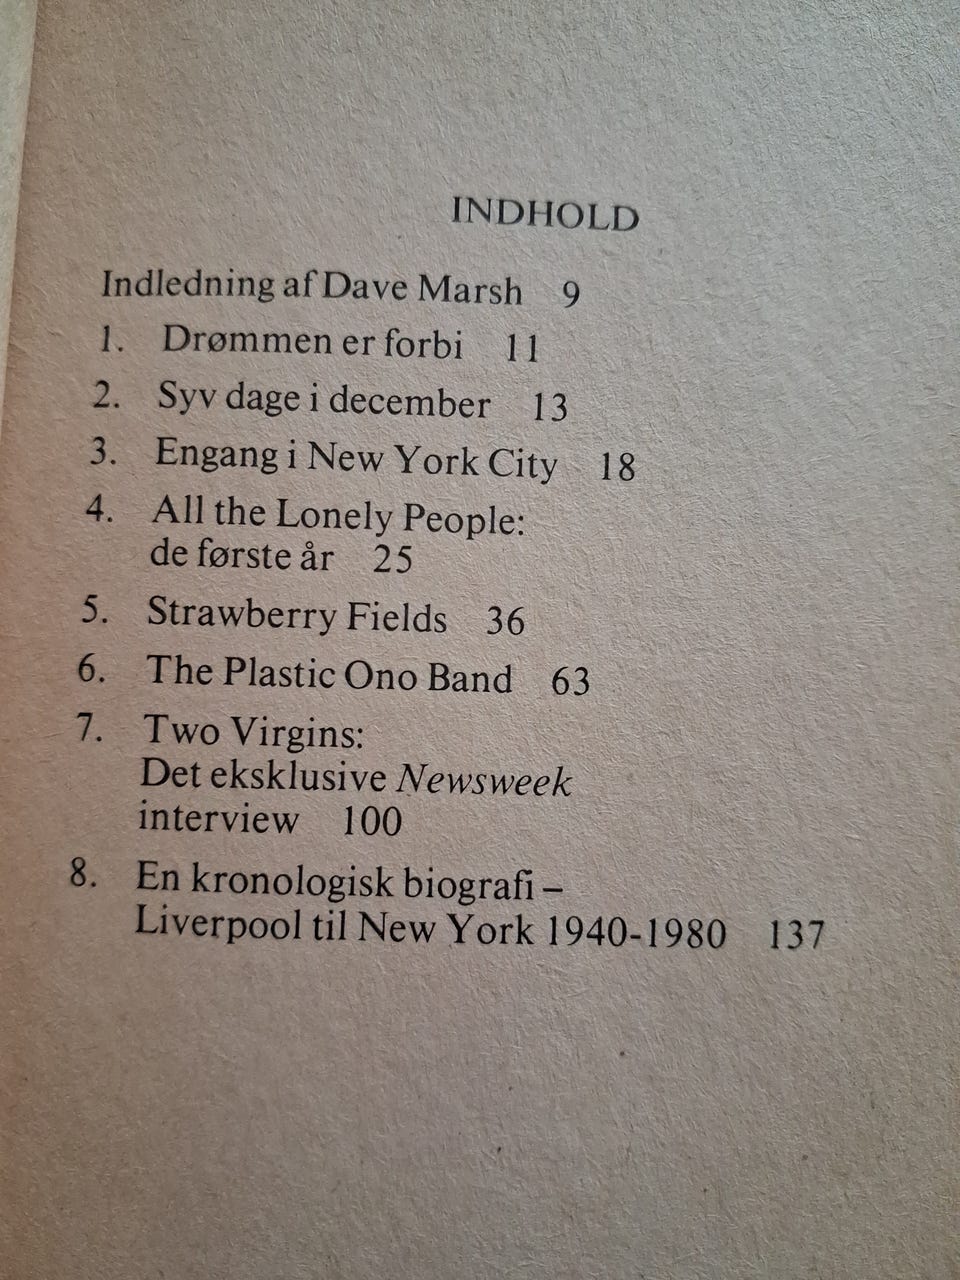 INDHOLD
Indledning af Dave Marsh 9
1. Drømmen er forbi 11
2. Syv dage i december 13
3. Engang i New York City 18
4. All the Lonely People:
de første år 25
5. Strawberry Fields 36
6. The Plastic Ono Band 63
7. Two Virgins:
Det eksklusive Newsweek
interview 100
8. En kronologisk biografi –
Liverpool til New York 1940-1980 137